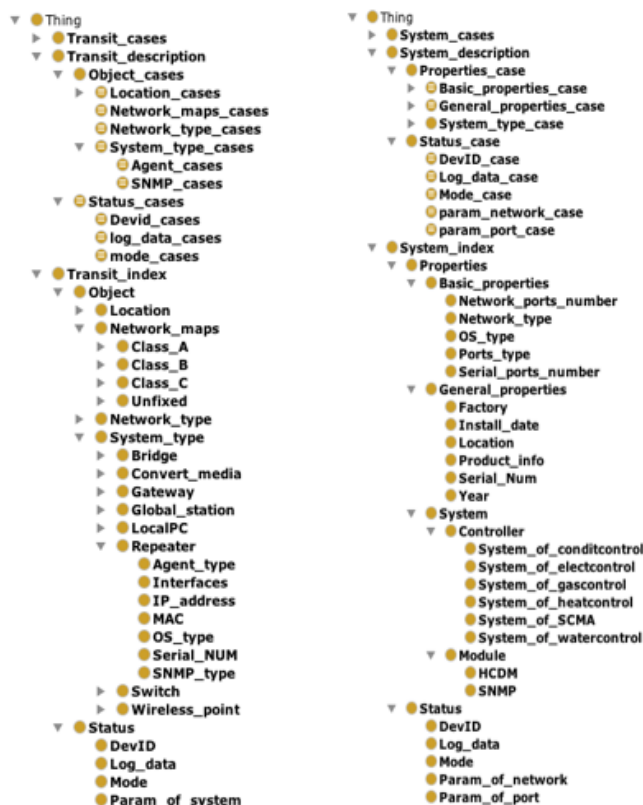 Thing
Transit_cases
Transit_description
Object_cases
Location_cases
Network_maps_cases
Network_type_cases
System_type_cases
Agent_cases
SNMP_cases
Status_cases
Devid_cases
log_data_cases
mode_cases
Transit_index
Object
Location
Network_maps
Class_A
Class_B
Class_C
Unfixed
Network_type
System_type
Bridge
Convert_media
Gateway
Global_station
LocalPC
Repeater
Agent_type
Interfaces
IP_address
MAC
OS_type
Serial_NUM
SNMP_type
Switch
Wireless_point
Status
DevID
Log_data
Mode
Param_of_system
Thing
System_cases
System_description
Properties_case
Basic_properties_case
General_properties_case
System_type_case
Status_case
DevID_case
Log_data_case
Mode_case
param_network_case
param_port_case
System_index
Properties
Basic_properties
Network_ports_number
Network_type
OS_type
Ports_type
Serial_ports_number
General_properties
Factory
Install_date
Location
Product_info
Serial_Num
Year
System
Controller
System_of_conditcontrol
System_of_electcontrol
System_of_gascontrol
System_of_heatcontrol
System_of_SCMA
System_of_watercontrol
Module
HCDM
SNMP
Status
DevID
Log_data
Mode
Param_of_network
Param_of_port